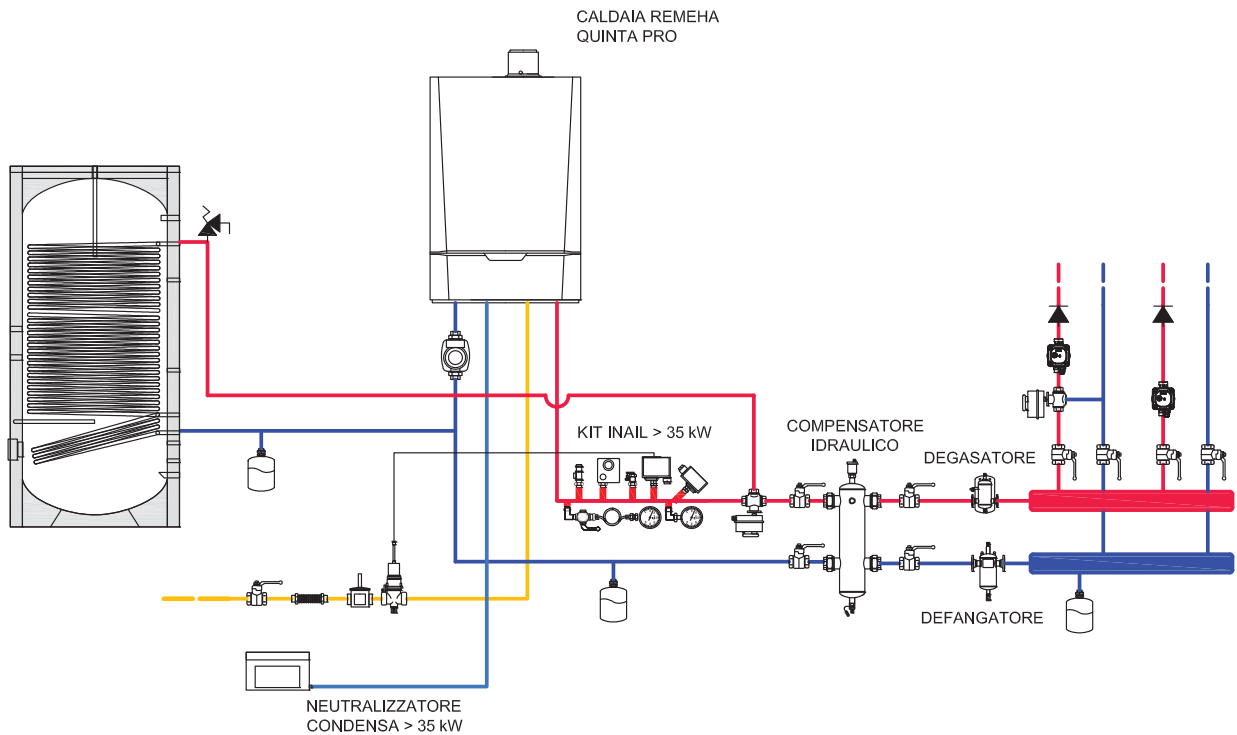 CALDAIA REMEHA
QUINTA PRO
KIT INAIL > 35 kW
COMPENSATORE
IDRAULICO
DEGASATORE
DEFANGATORE
NEUTRALIZZATORE
CONDENSA > 35 kW